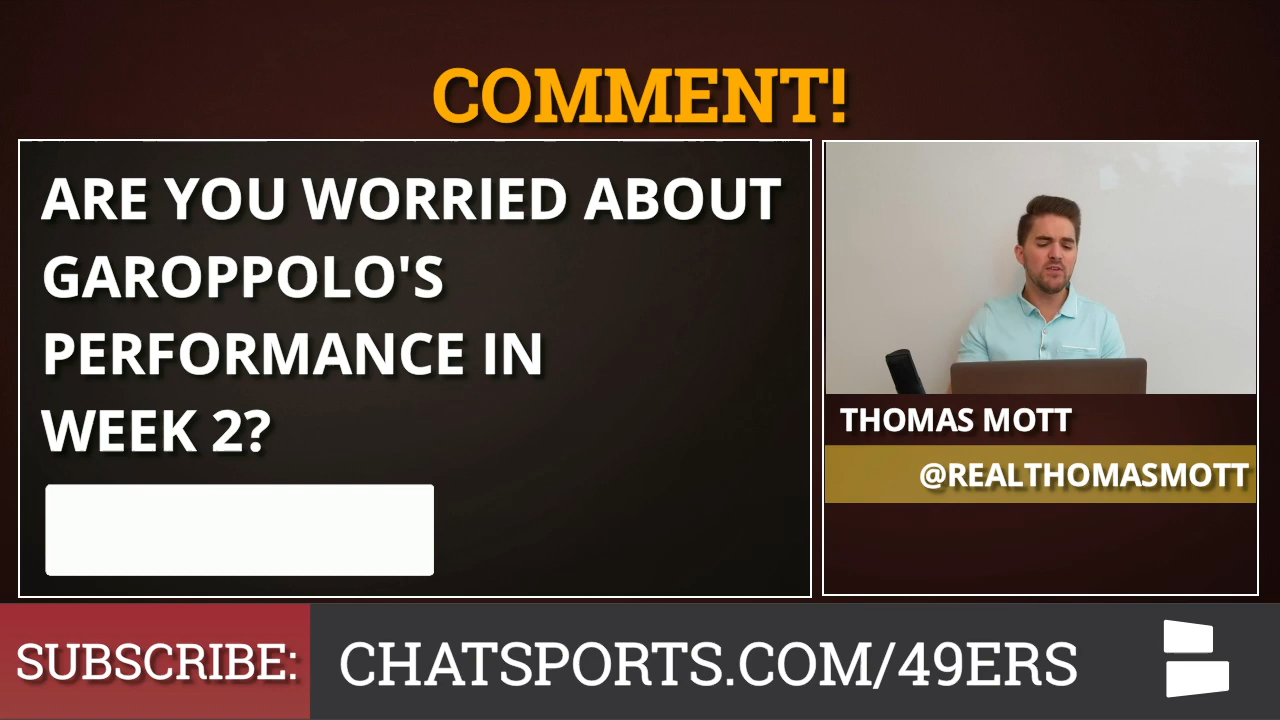 COMMENT!
ARE YOU WORRIED ABOUT
GAROPPOLO'S
PERFORMANCE IN
WEEK 2?
THOMAS MOTT
@REALTHOMASMOTT
SUBSCRIBE: CHATSPORTS.COM/49ERS